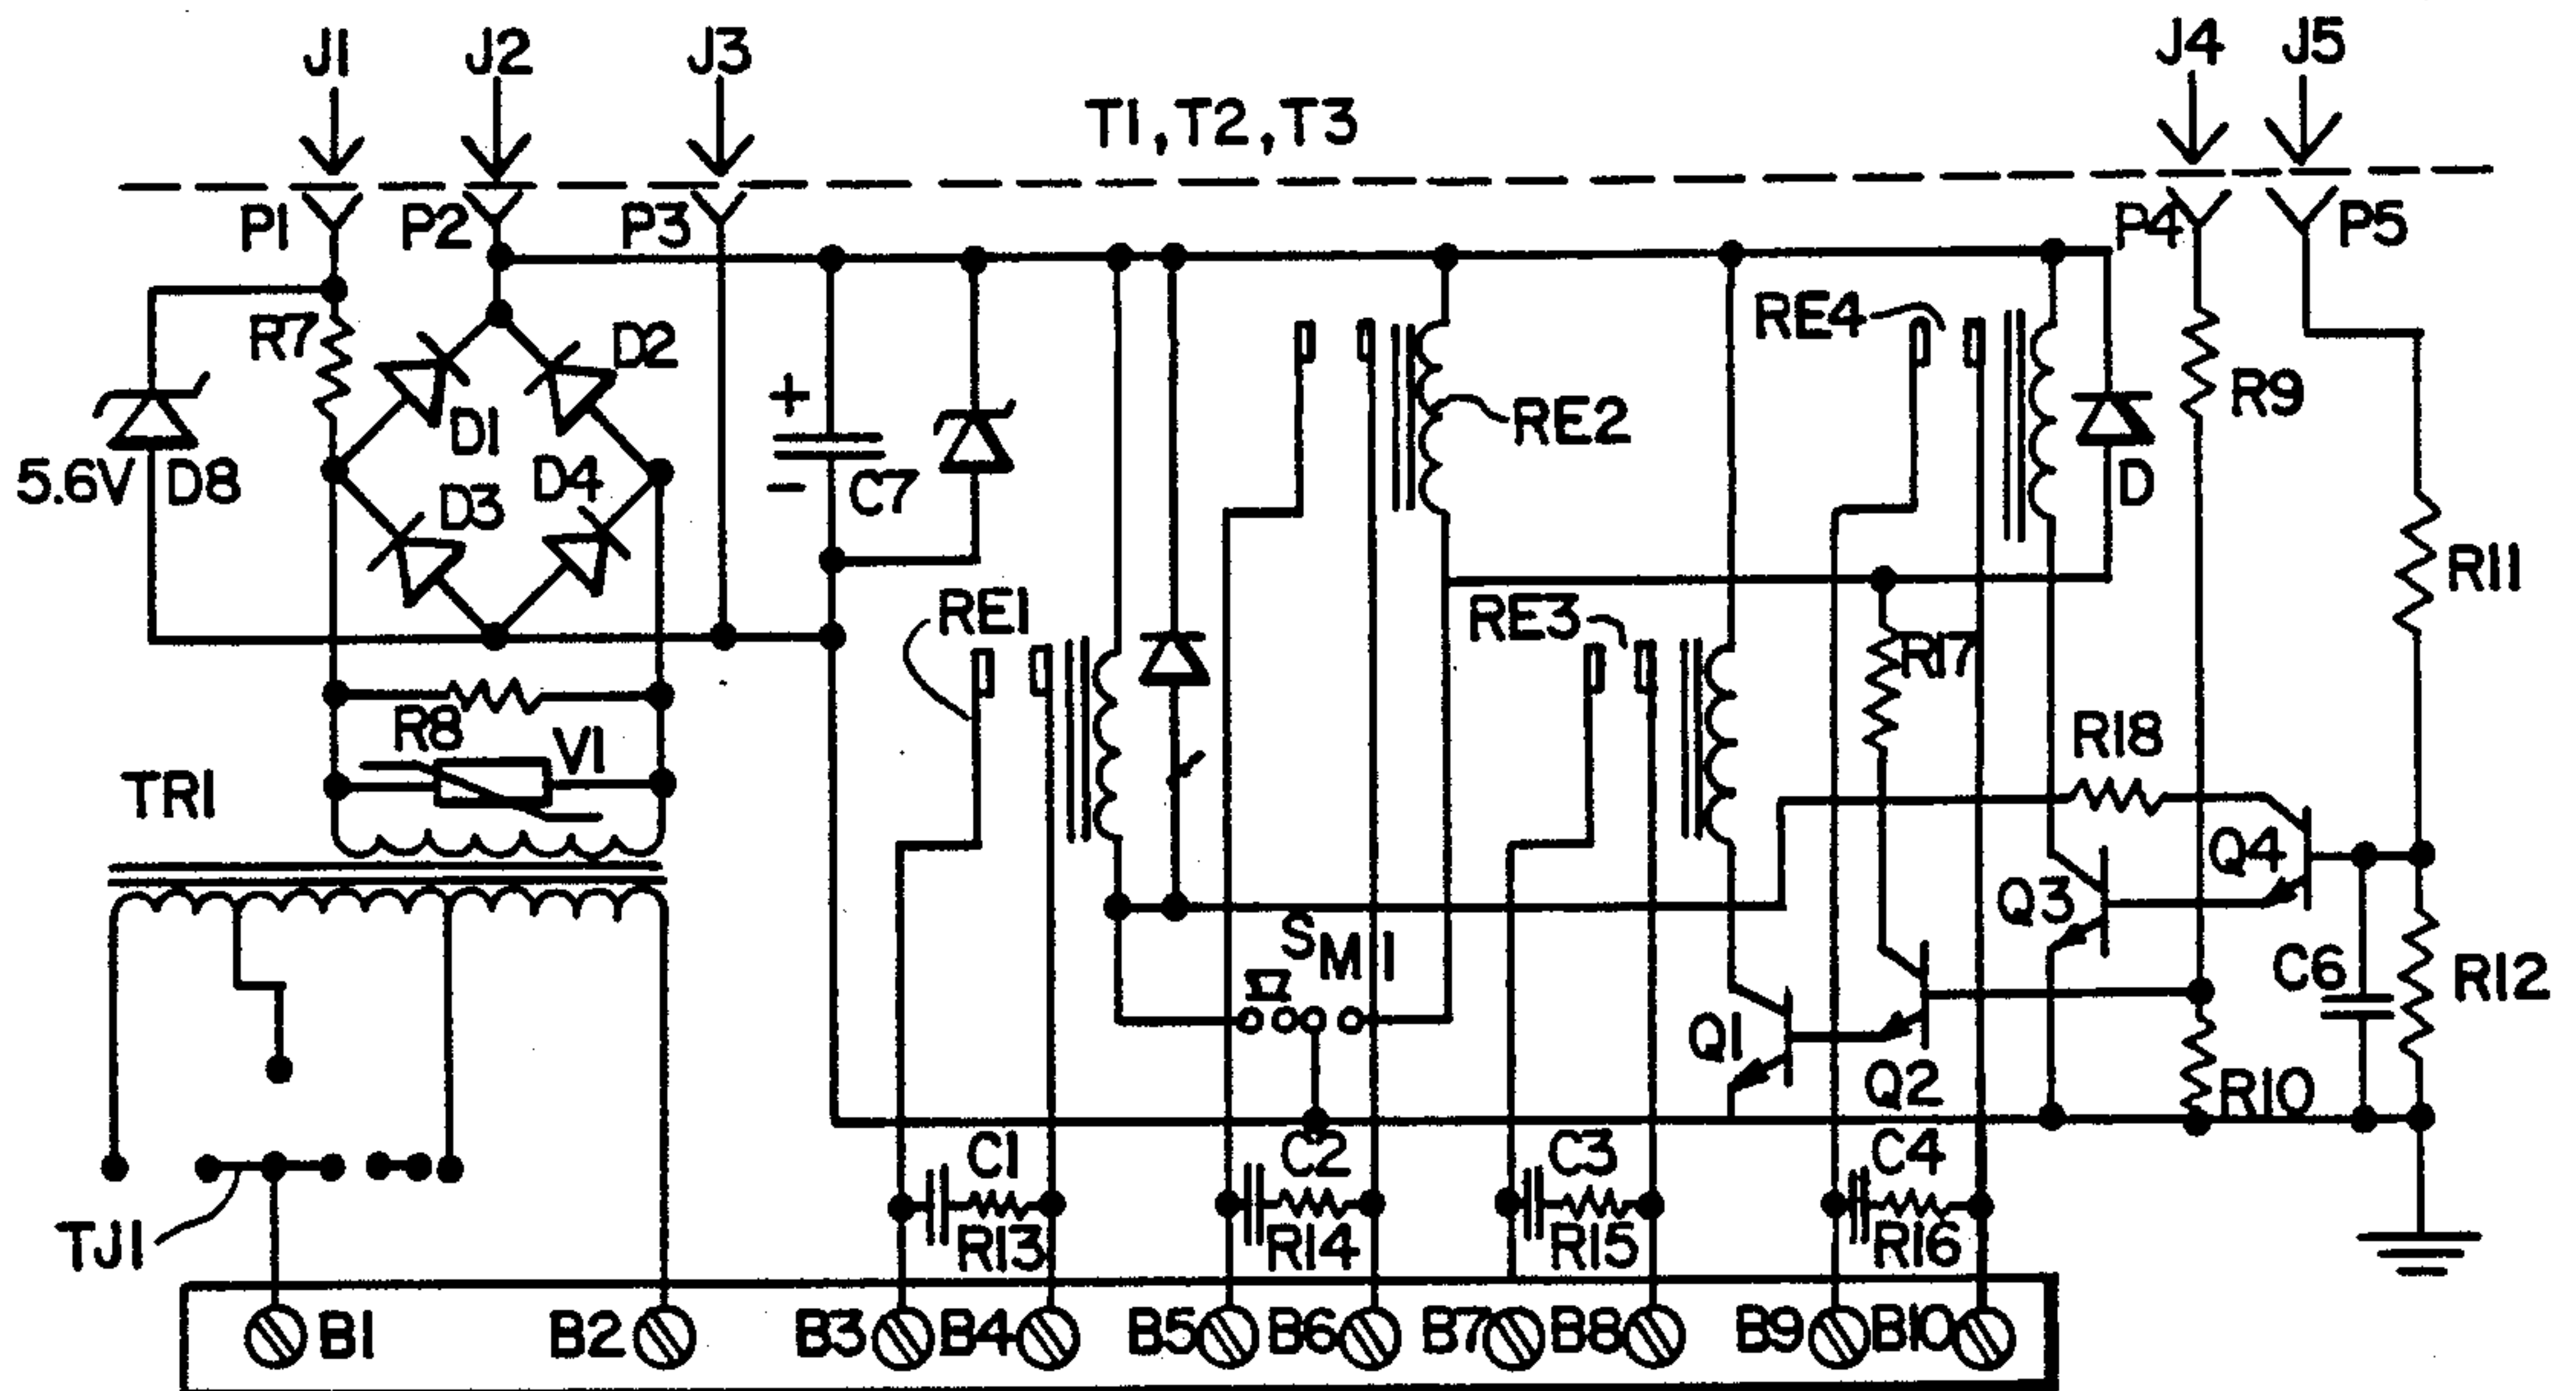 J1 J2 J3 J4 J5
T1, T2, T3
P1 P2 P3 P4 P5
R7 D2 RE4
D1 RE2 R9
5.6V D8 D3 D4 + - C7 D
R11
RE1 RE3 R17
R8 V1 R18
TR1
Q4
Q3
SM1
C6 R12
Q1 Q2 R10
C1 C2 C3 C4
TJ1 R13 R14 R15 R16
B1 B2 B3 B4 B5 B6 B7 B8 B9 B10